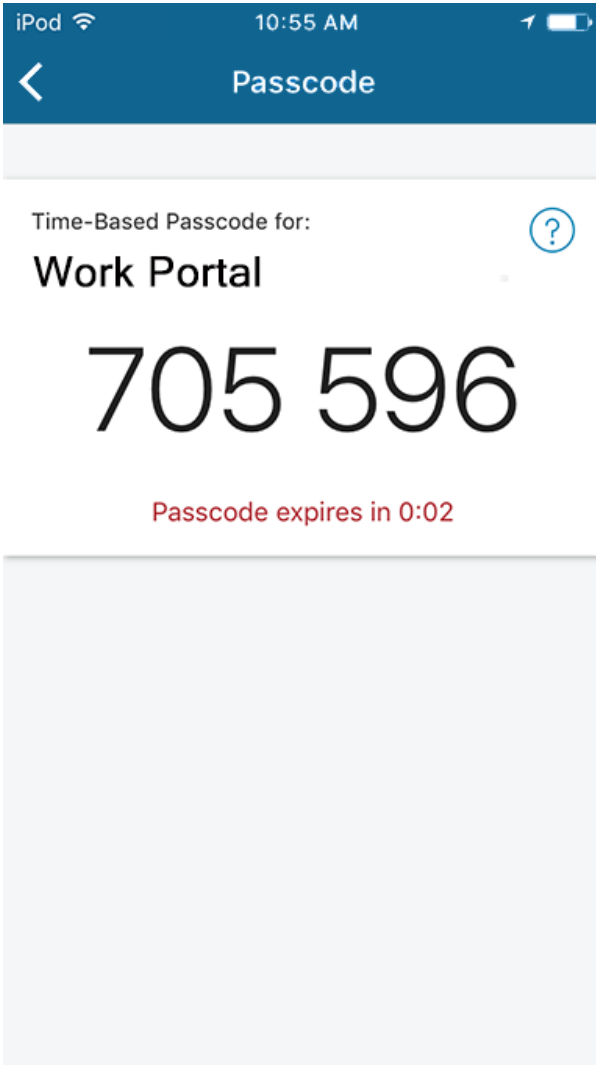 iPod 10:55 AM
Passcode
Time-Based Passcode for:
?
Work Portal
705 596
Passcode expires in 0:02